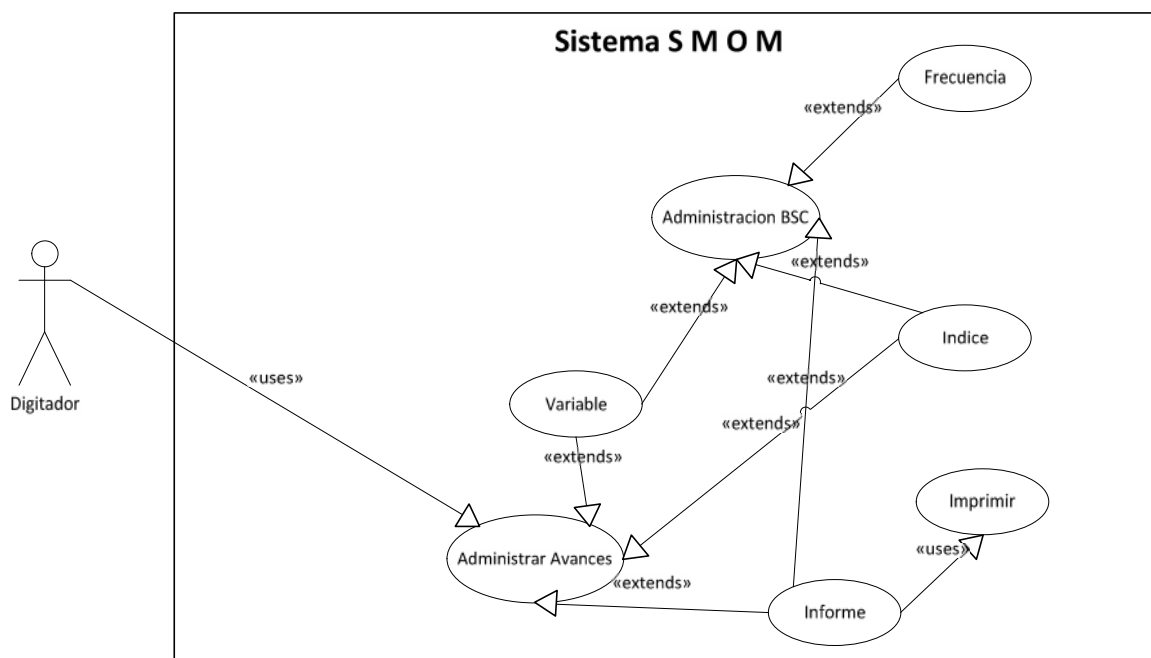 Sistema S M O M
Frecuencia
«extends»
Administracion BSC
«extends»
«extends»
Indice
«uses»
«extends»
Digitador
Variable
«extends»
«extends»
Imprimir
«uses»
Administrar Avances
«extends»
Informe